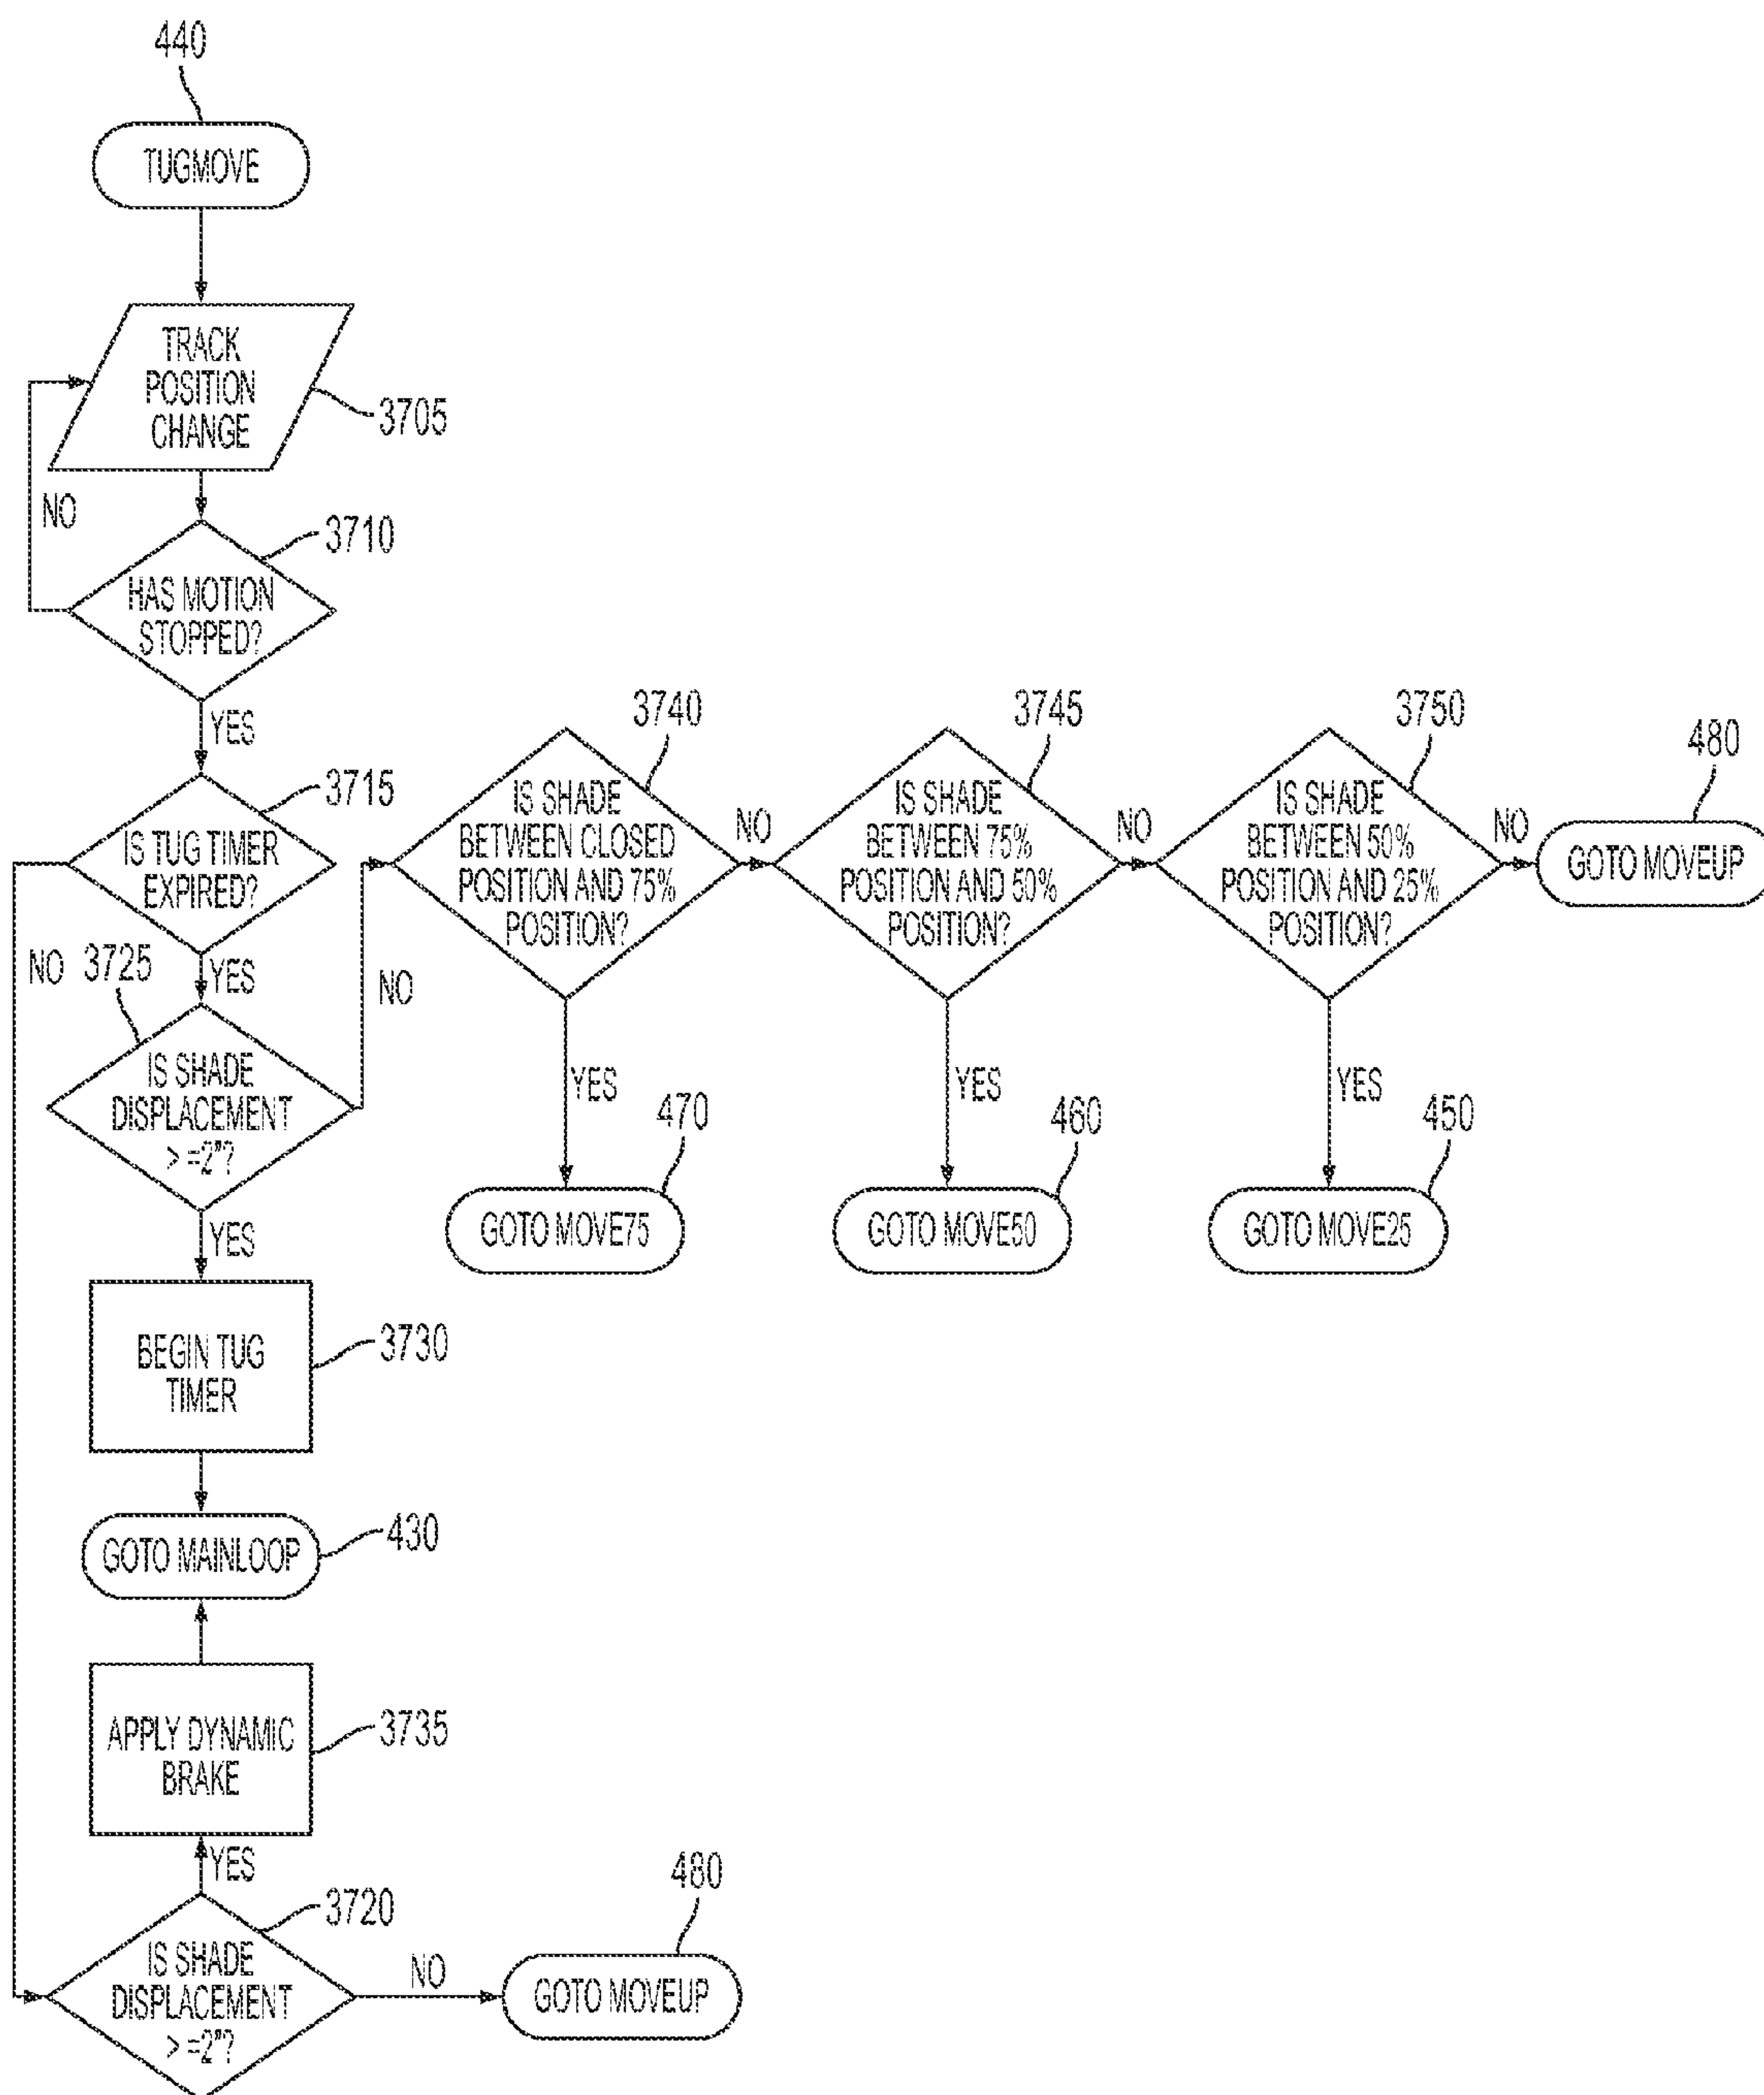 440
TUGMOVE
TRACK
POSITION
CHANGE
3705
NO
3710
HAS MOTION
STOPPED?
YES
3715
IS TUG TIMER
EXPIRED?
NO
3725
YES
IS SHADE
DISPLACEMENT
> =2"?
NO
YES
3740
IS SHADE
BETWEEN CLOSED
POSITION AND 75%
POSITION?
NO
YES
470
GOTO MOVE75
3745
IS SHADE
BETWEEN 75%
POSITION AND 50%
POSITION?
NO
YES
460
GOTO MOVE50
3750
IS SHADE
BETWEEN 50%
POSITION AND 25%
POSITION?
NO
480
GOTO MOVEUP
YES
450
GOTO MOVE25
BEGIN TUG
TIMER
3730
GOTO MAINLOOP
430
APPLY DYNAMIC
BRAKE
3735
YES
3720
IS SHADE
DISPLACEMENT
> =2"?
NO
480
GOTO MOVEUP